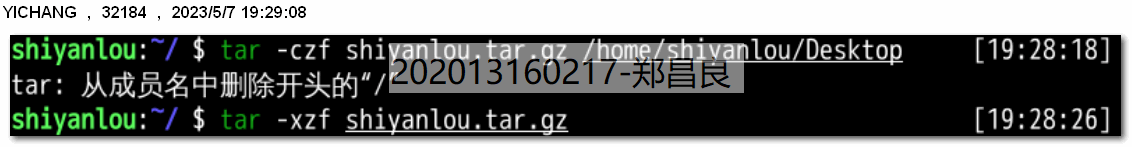 YICHANG , 32184 , 2023/5/7 19:29:08
shiyanlou:~/ $ tar -czf shiyanlou.tar.gz /home/shiyanlou/Desktop [19:28:18]
tar: 从成员名中删除开头的“/”
202013160217-郑昌良
shiyanlou:~/ $ tar -xzf shiyanlou.tar.gz [19:28:26]